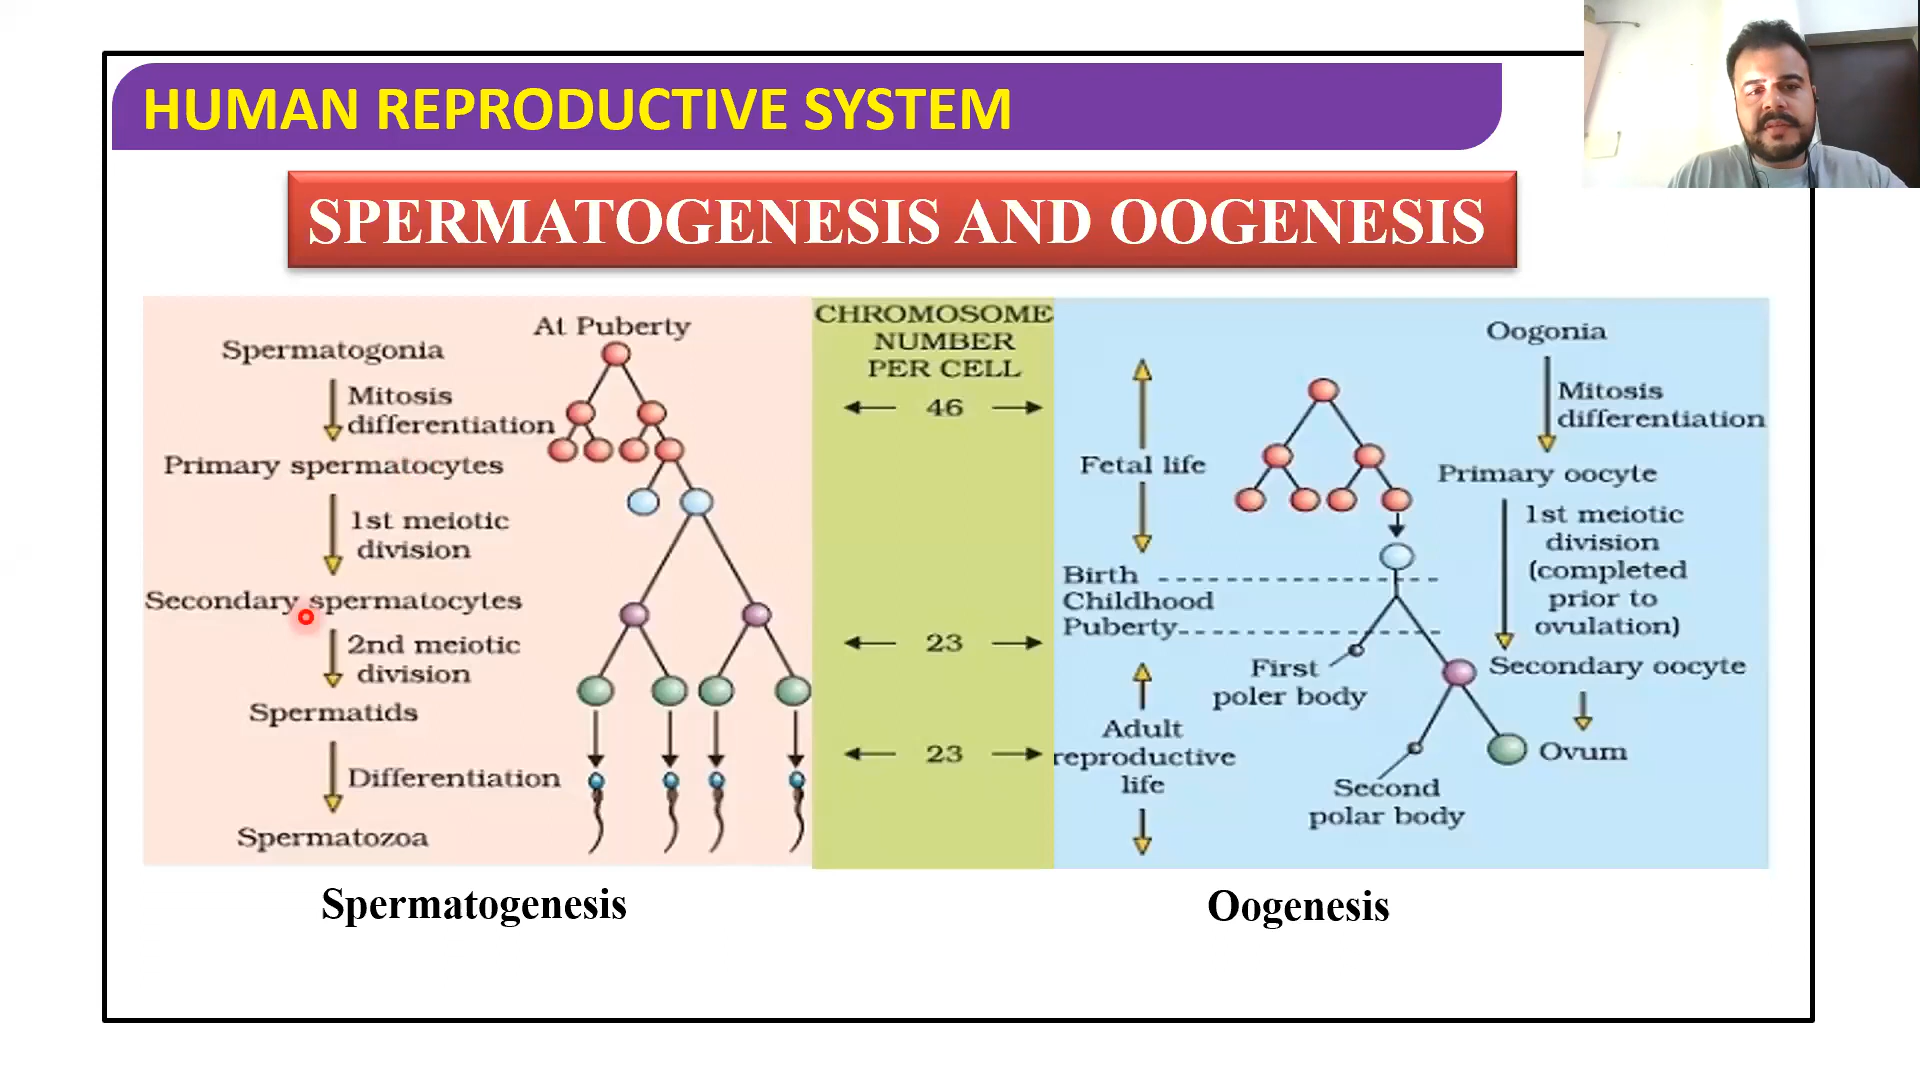 HUMAN REPRODUCTIVE SYSTEM
SPERMATOGENESIS AND OOGENESIS
At Puberty
Spermatogonia
Mitosis
differentiation
Primary spermatocytes
1st meiotic
division
Secondary spermatocytes
2nd meiotic
division
Spermatids
Differentiation
Spermatozoa
CHROMOSOME
NUMBER
PER CELL
46
23
23
Fetal life
Birth
Childhood
Puberty
Adult
reproductive
life
Oogonia
Mitosis
differentiation
Primary oocyte
1st meiotic
division
(completed
prior to
ovulation)
First
poler body
Secondary oocyte
Ovum
Second
polar body
Spermatogenesis
Oogenesis